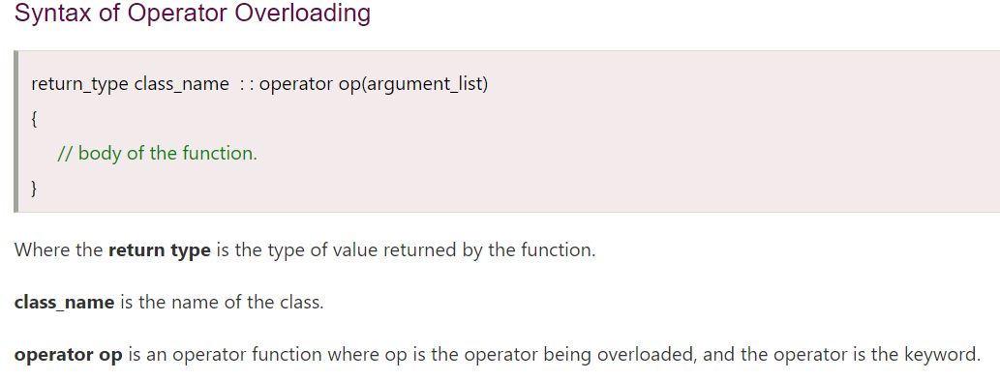 Syntax of Operator Overloading
return_type class_name  : : operator op(argument_list)
{
// body of the function.
}
Where the return type is the type of value returned by the function.
class_name is the name of the class.
operator op is an operator function where op is the operator being overloaded, and the operator is the keyword.